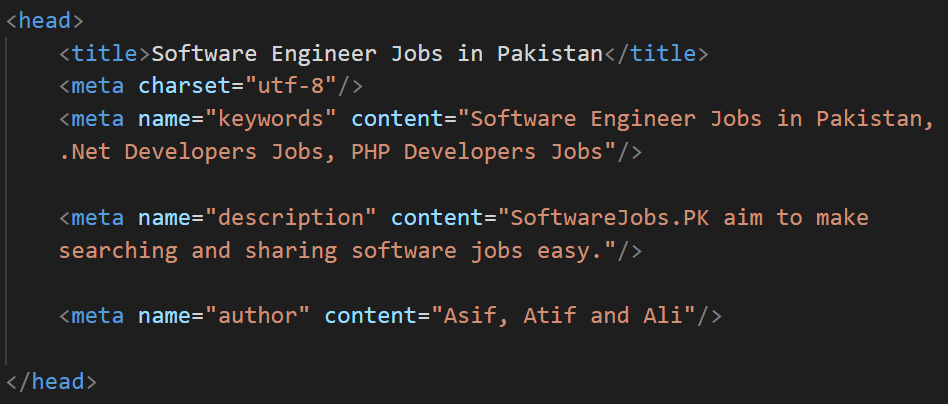 <head>
<title>Software Engineer Jobs in Pakistan</title>
<meta charset="utf-8"/>
<meta name="keywords" content="Software Engineer Jobs in Pakistan,
.Net Developers Jobs, PHP Developers Jobs"/>
<meta name="description" content="SoftwareJobs.PK aim to make
searching and sharing software jobs easy."/>
<meta name="author" content="Asif, Atif and Ali"/>
</head>